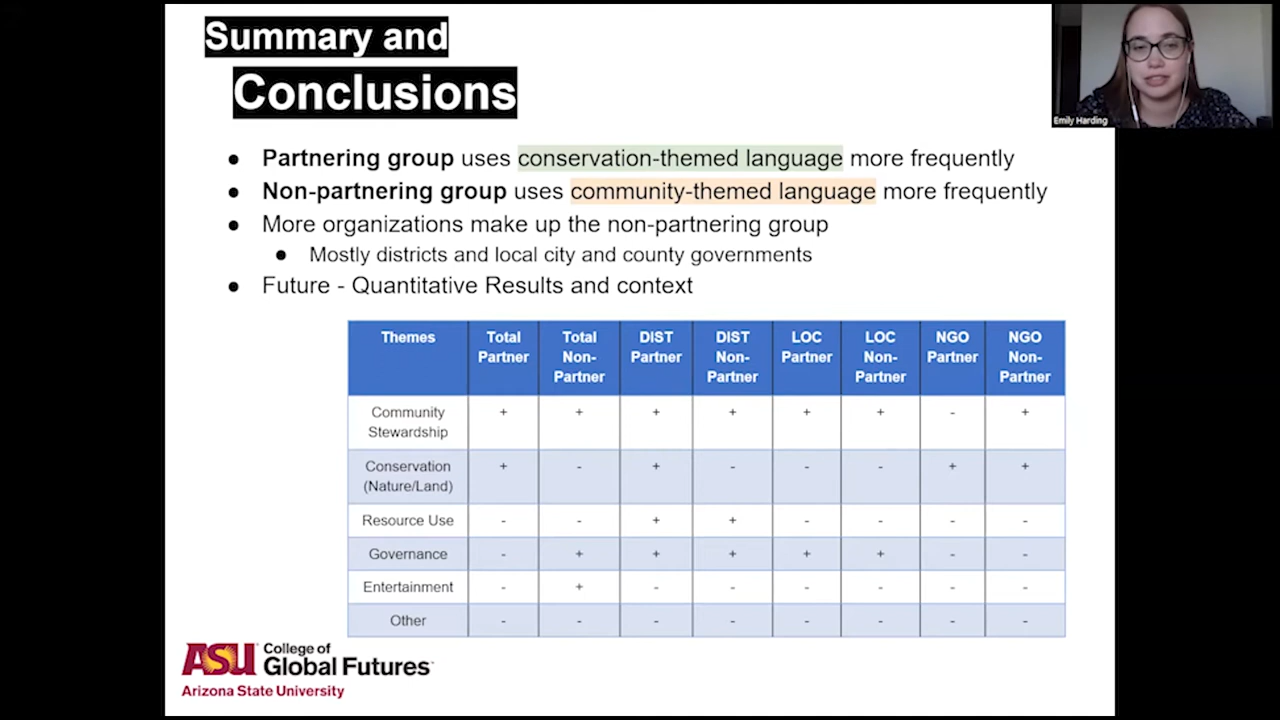 Summary and
Conclusions
Emily Harding
● Partnering group uses conservation-themed language more frequently
● Non-partnering group uses community-themed language more frequently
● More organizations make up the non-partnering group
● Mostly districts and local city and county governments
● Future - Quantitative Results and context
Themes Total Partner Total Non-Partner DIST Partner DIST Non-Partner LOC Partner LOC Non-Partner NGO Partner NGO Non-Partner
Community Stewardship + + + + + + - +
Conservation (Nature/Land) + - + - - - + +
Resource Use - - + + - - - -
Governance - + + + + + - -
Entertainment - + - - - - - -
Other - - - - - - - -
ASU College of
Global Futures
Arizona State University